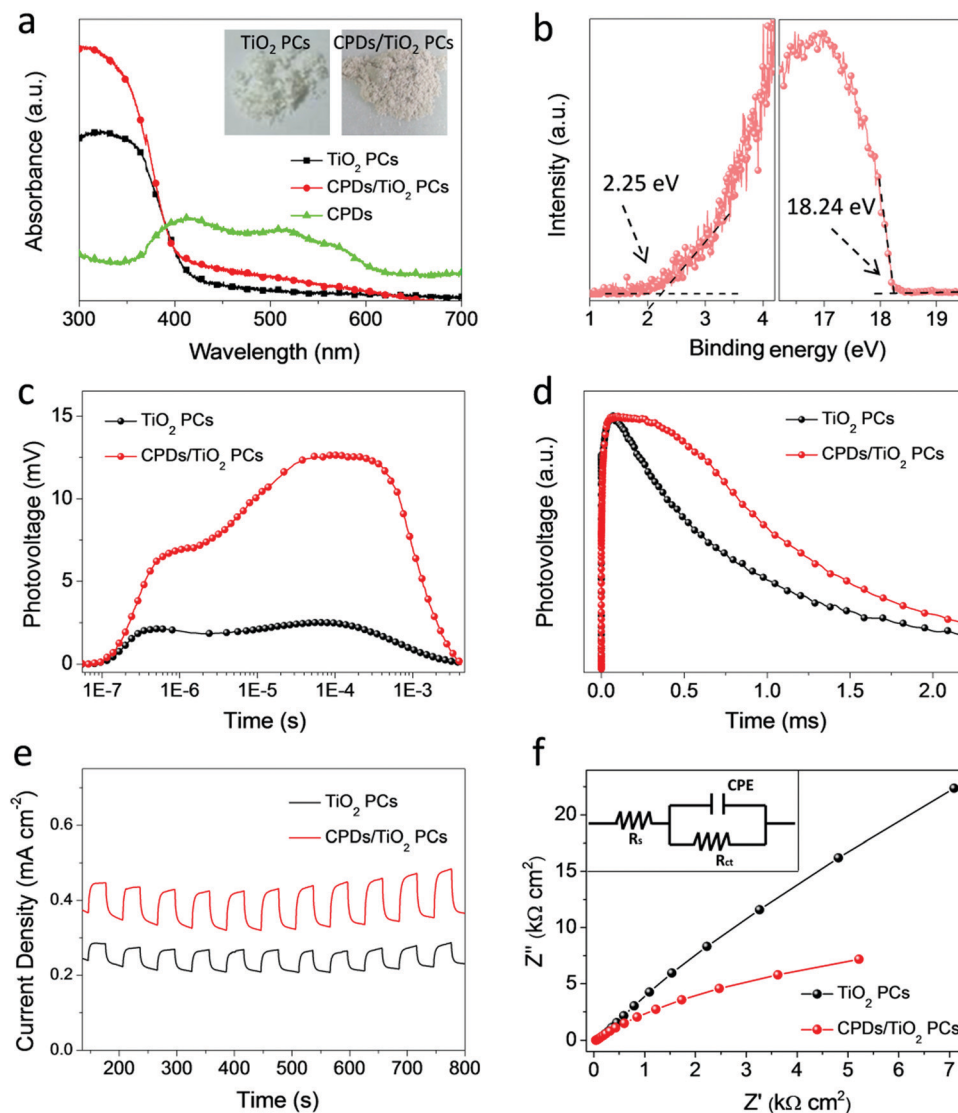 a
TiO₂ PCs
CPDs/TiO₂ PCs
TiO₂ PCs
CPDs/TiO₂ PCs
CPDs
Absorbance (a.u.)
300 400 500 600 700
Wavelength (nm)
b
2.25 eV
18.24 eV
Intensity (a.u.)
1 2 3 4 17 18 19
Binding energy (eV)
c
TiO₂ PCs
CPDs/TiO₂ PCs
Photovoltage (mV)
15
10
5
0
1E-7 1E-6 1E-5 1E-4 1E-3
Time (s)
d
TiO₂ PCs
CPDs/TiO₂ PCs
Photovoltage (a.u.)
0.0 0.5 1.0 1.5 2.0
Time (ms)
e
TiO₂ PCs
CPDs/TiO₂ PCs
Current Density (mA cm⁻²)
0.6
0.4
0.2
0.0
200 300 400 500 600 700 800
Time (s)
f
CPE
Rs
Rct
TiO₂ PCs
CPDs/TiO₂ PCs
Z'' (kΩ cm²)
20
15
10
5
0
0 1 2 3 4 5 6 7
Z' (kΩ cm²)